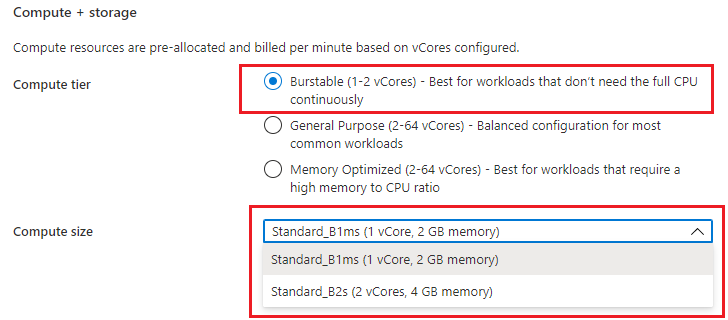 Compute + storage
Compute resources are pre-allocated and billed per minute based on vCores configured.
Compute tier
Burstable (1-2 vCores) - Best for workloads that don't need the full CPU
continuously
General Purpose (2-64 vCores) - Balanced configuration for most
common workloads
Memory Optimized (2-64 vCores) - Best for workloads that require a
high memory to CPU ratio
Compute size
Standard_B1ms (1 vCore, 2 GB memory)
Standard_B1ms (1 vCore, 2 GB memory)
Standard_B2s (2 vCores, 4 GB memory)